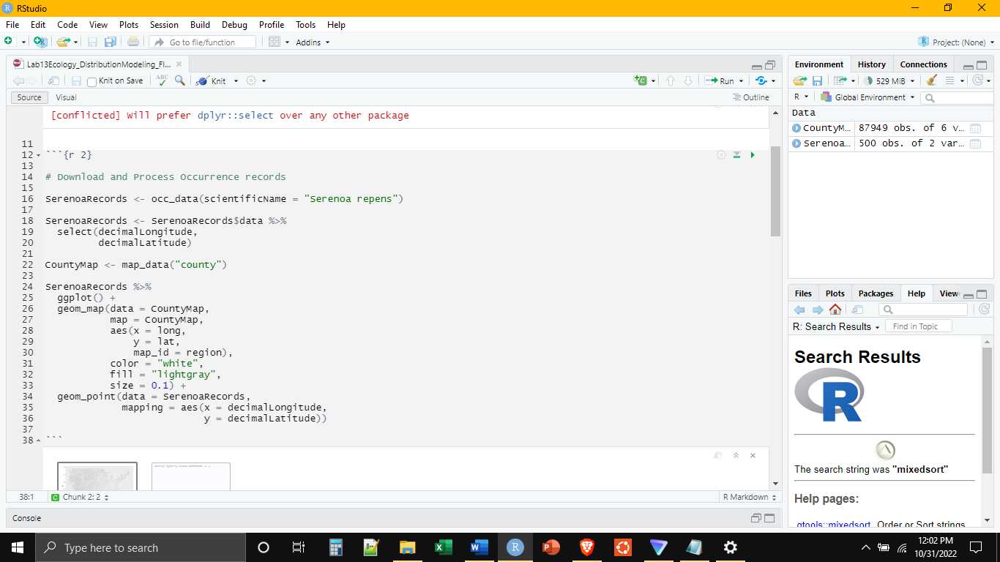 RStudio
File Edit Code View Plots Session Build Debug Profile Tools Help
Go to file/function Addins Project: (None)
Lab13Ecology_DistributionModeling_Fl...
Knit on Save ABC Knit Run
Source Visual Outline
[conflicted] Will prefer dplyr::select over any other package
11
12 ```{r 2}
13
14 # Download and Process Occurrence records
15
16 SerenoaRecords <- occ_data(scientificName = "Serenoa repens")
17
18 SerenoaRecords <- SerenoaRecords$data %>%
19 select(decimalLongitude,
20 decimalLatitude)
21
22 CountyMap <- map_data("county")
23
24 SerenoaRecords %>%
25 ggplot() +
26 geom_map(data = CountyMap,
27 map = CountyMap,
28 aes(x = long,
29 y = lat,
30 map_id = region),
31 color = "white",
32 fill = "lightgray",
33 size = 0.1) +
34 geom_point(data = SerenoaRecords,
35 mapping = aes(x = decimalLongitude,
36 y = decimalLatitude))
37
38 ```
38:1 C Chunk 2: 2 R Markdown
Console
Environment History Connections
529 MiB
R Global Environment
Data
CountyM... 87949 obs. of 6 v...
Serenoa... 500 obs. of 2 var...
Files Plots Packages Help View
R: Search Results Find in Topic
Search Results
R
The search string was "mixedsort"
Help pages:
gtools::mixedsort Order or Sort strings
Type here to search
12:02 PM
10/31/2022